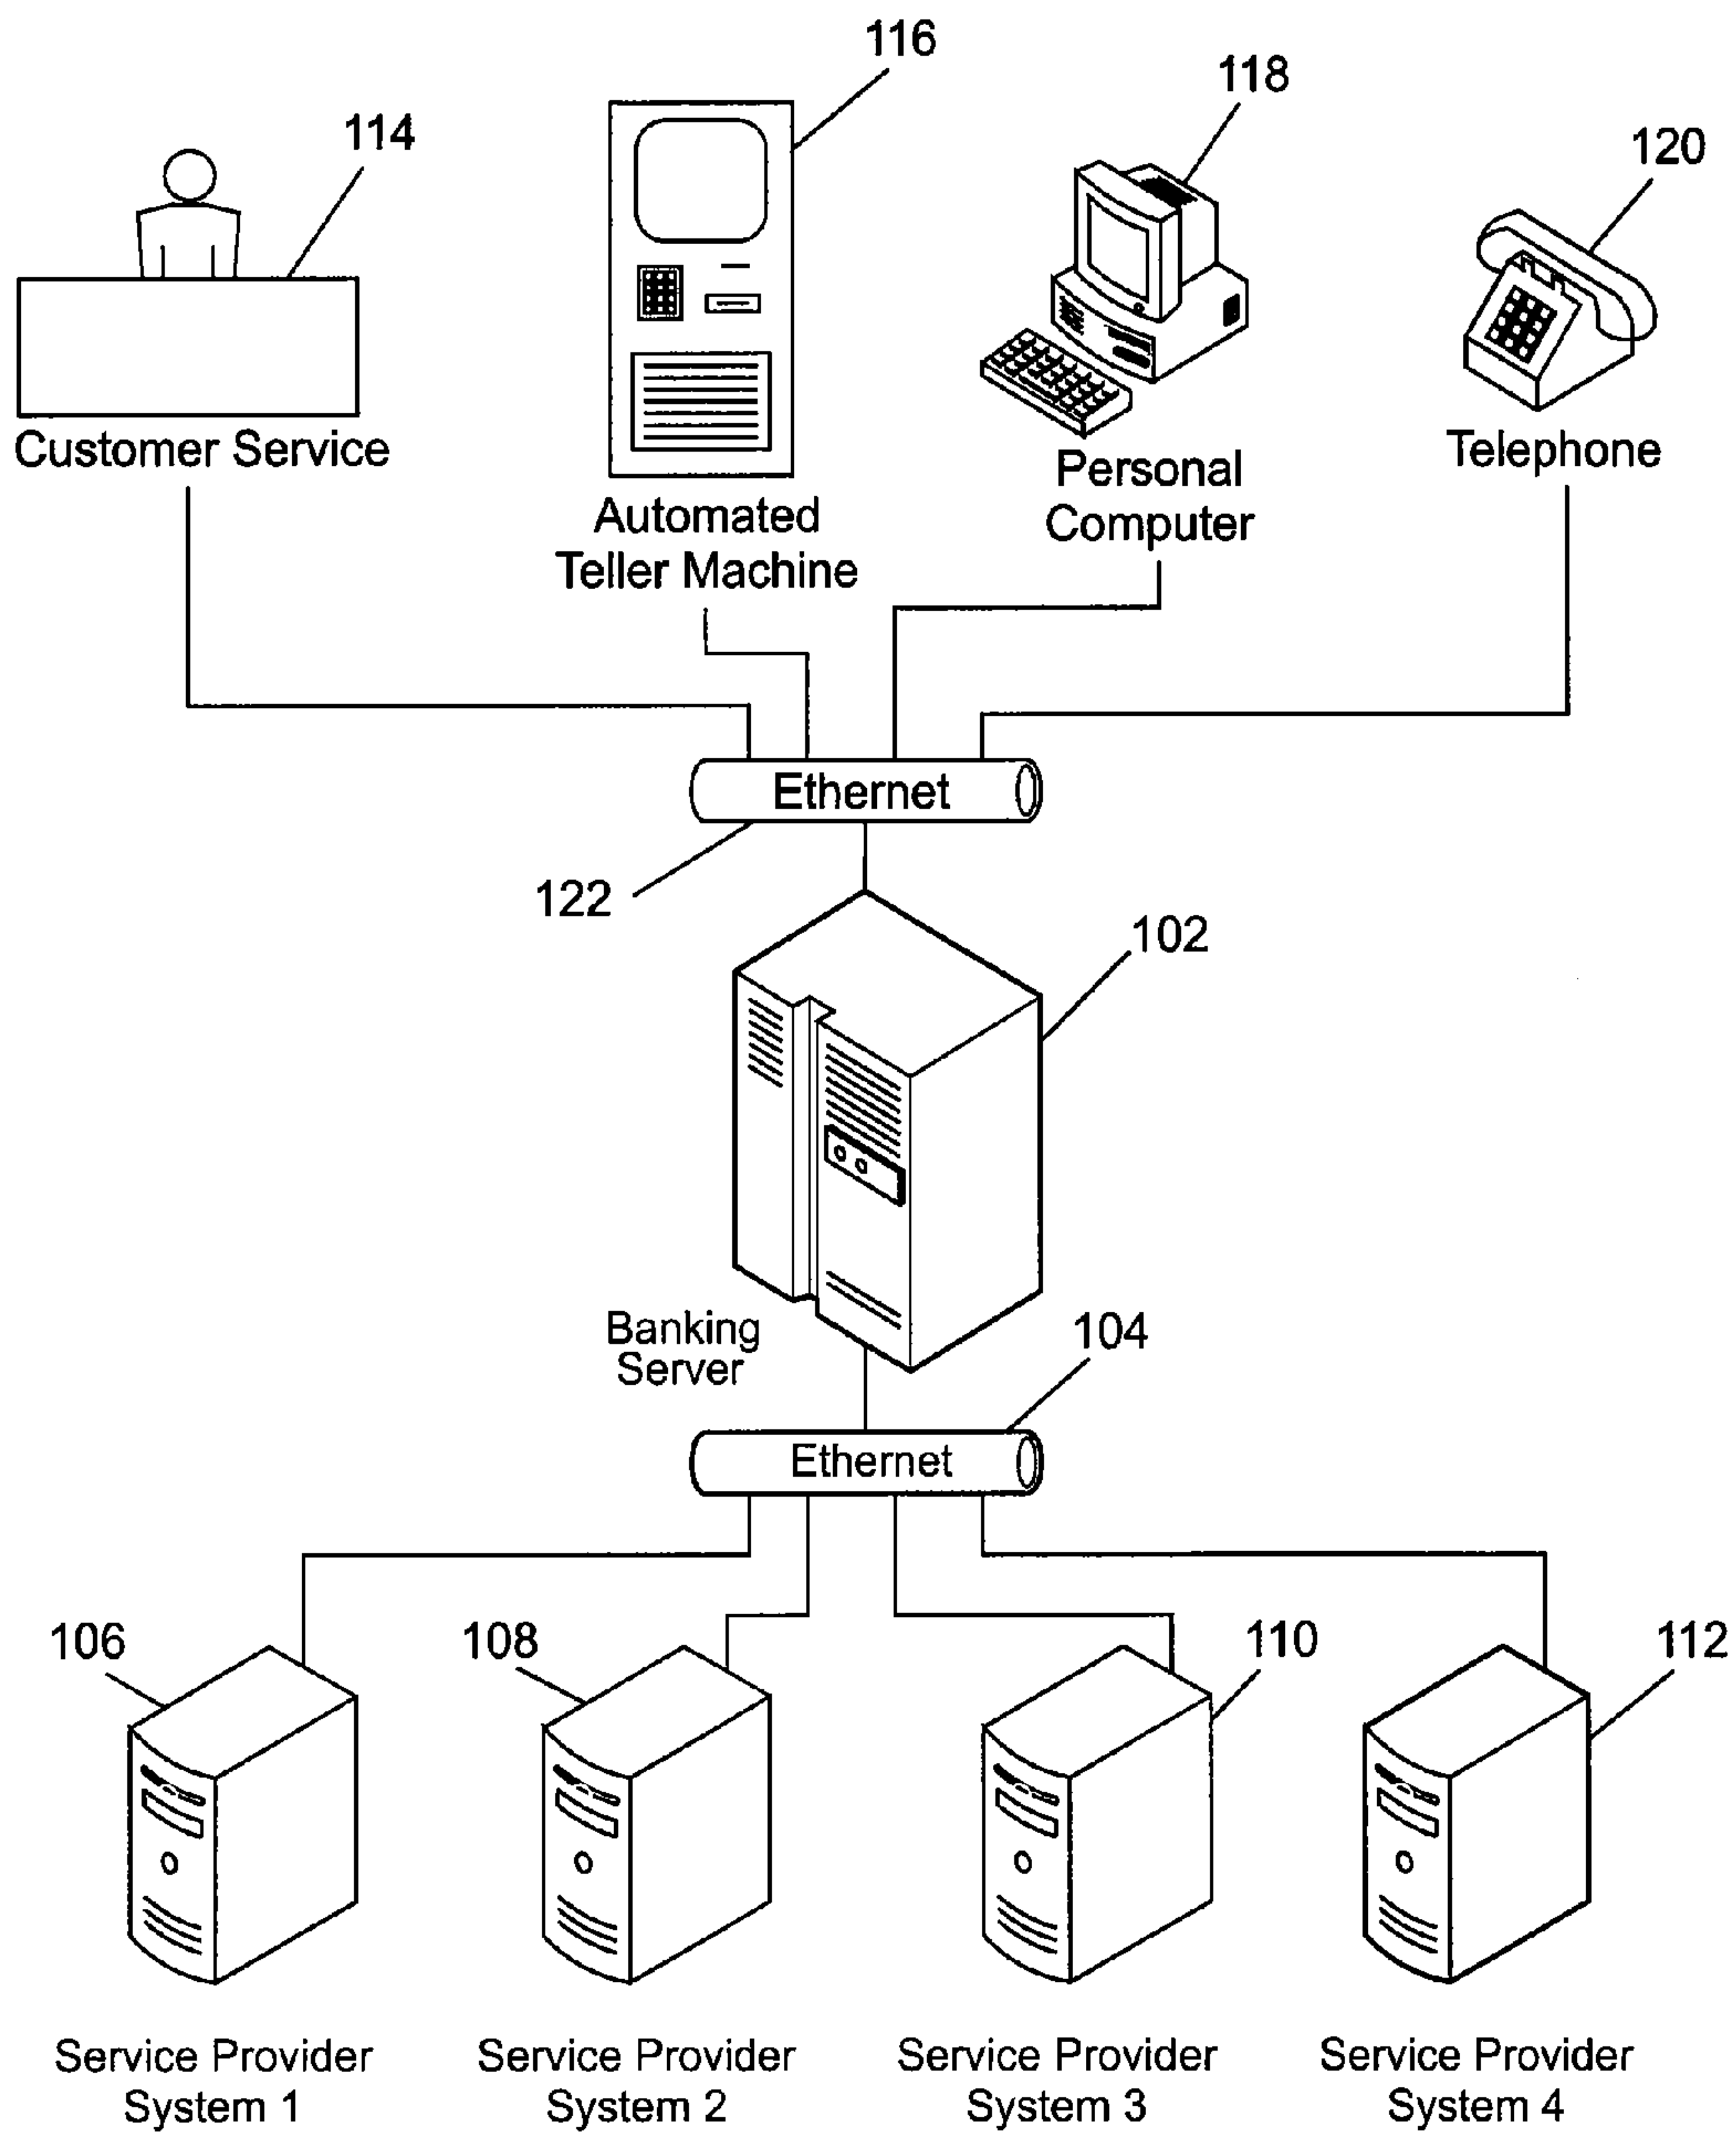 116
118
114
120
Customer Service
Automated
Teller Machine
Personal
Computer
Telephone
Ethernet
122
102
Banking
Server
104
Ethernet
106
108
110
112
Service Provider
System 1
Service Provider
System 2
Service Provider
System 3
Service Provider
System 4